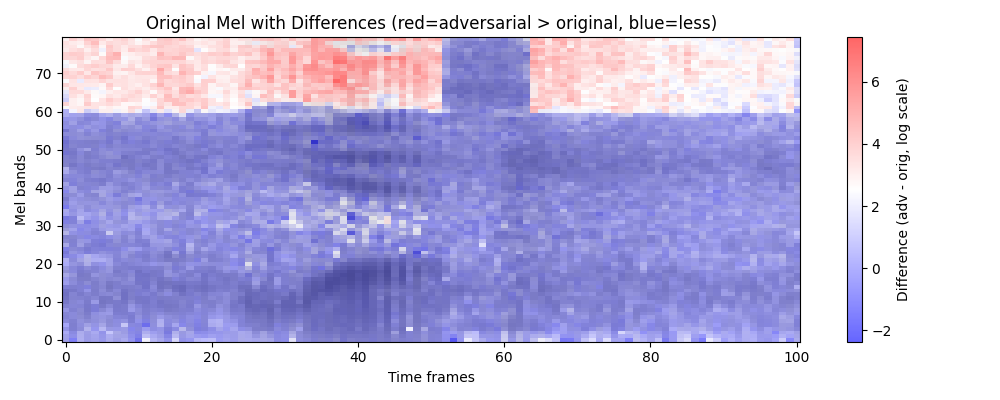 Original Mel with Differences (red=adversarial > original, blue=less)
Mel bands
70
60
50
40
30
20
10
0
0 20 40 60 80 100
Time frames
6
4
2
0
−2
Difference (adv - orig, log scale)